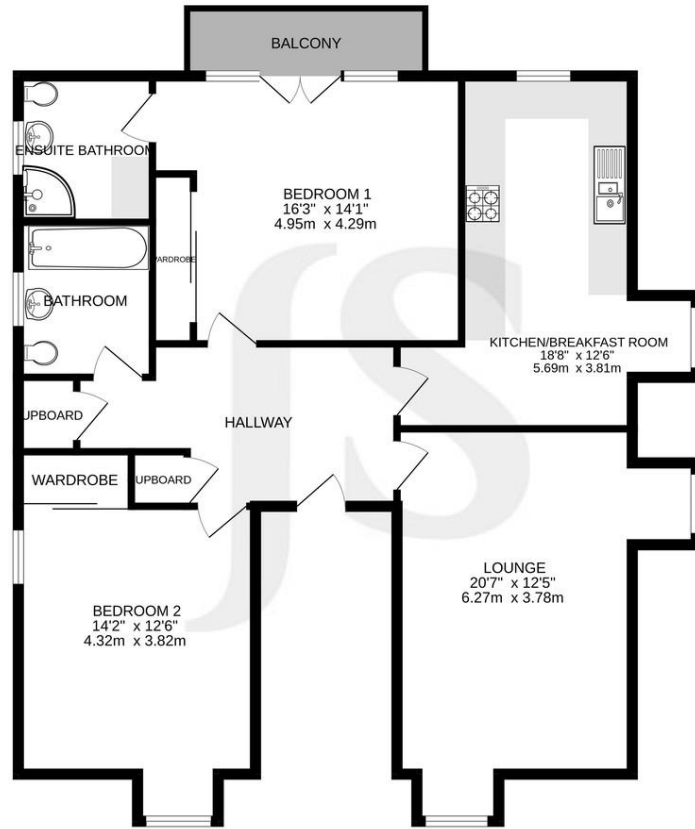 BALCONY
ENSUITE BATHROOM
BEDROOM 1
16'3" x 14'1"
4.95m x 4.29m
WARDROBE
BATHROOM
KITCHEN/BREAKFAST ROOM
18'8" x 12'6"
5.69m x 3.81m
UPBOARD
HALLWAY
WARDROBE
UPBOARD
LOUNGE
20'7" x 12'5"
6.27m x 3.78m
BEDROOM 2
14'2" x 12'6"
4.32m x 3.82m
JS